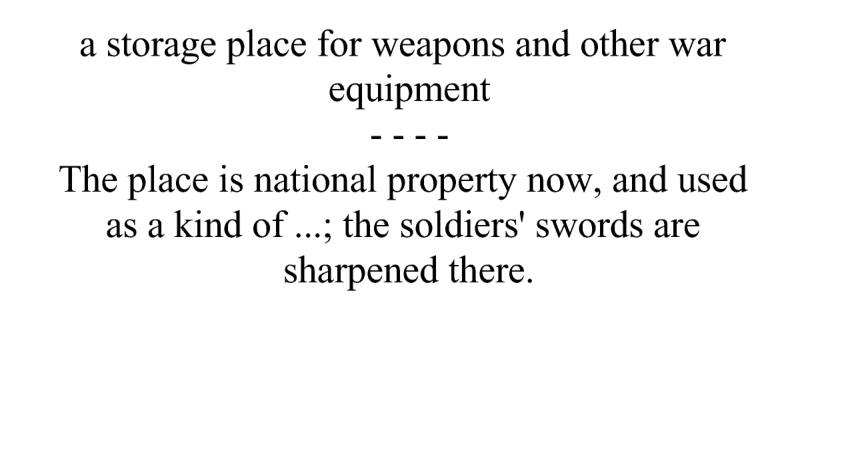 a storage place for weapons and other war
equipment
- - - -
The place is national property now, and used
as a kind of ...; the soldiers' swords are
sharpened there.